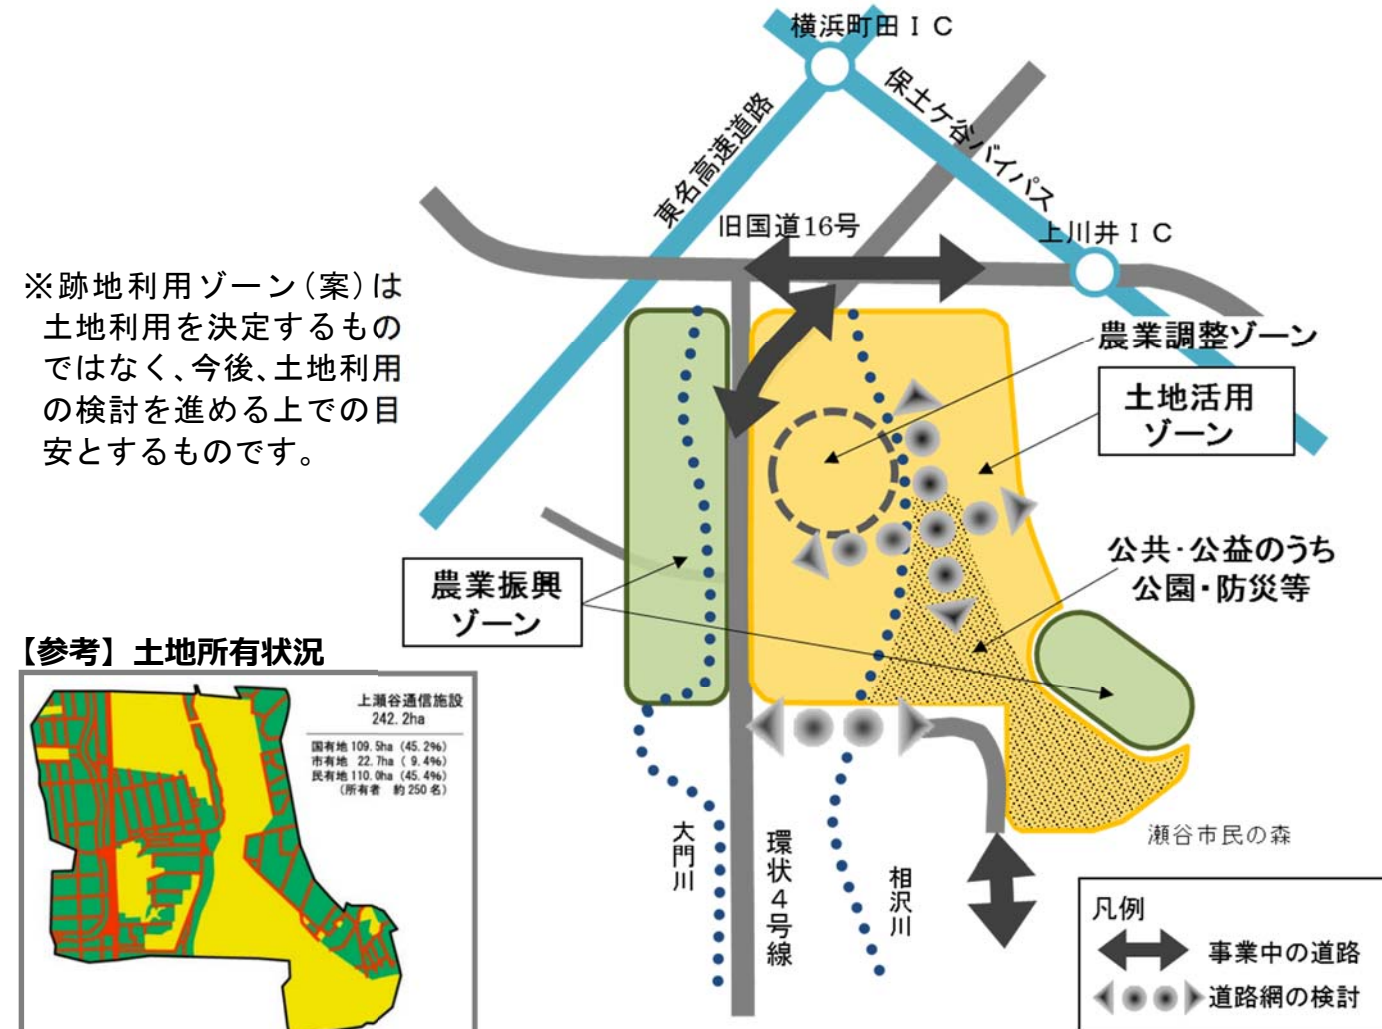 横浜町田ＩＣ
保土ケ谷バイパス
東名高速道路
旧国道16号
上川井ＩＣ
※跡地利用ゾーン（案）は
土地利用を決定するもの
ではなく、今後、土地利用
の検討を進める上での目
安とするものです。
農業調整ゾーン
土地活用
ゾーン
公共・公益のうち
公園・防災等
農業振興
ゾーン
【参考】土地所有状況
上瀬谷通信施設
242.2ha
国有地 109.5ha（45.2%）
市有地 22.7ha（ 9.4%）
民有地 110.0ha（45.4%）
（所有者 約250名）
大門川
環状４号線
相沢川
瀬谷市民の森
凡例
事業中の道路
道路網の検討